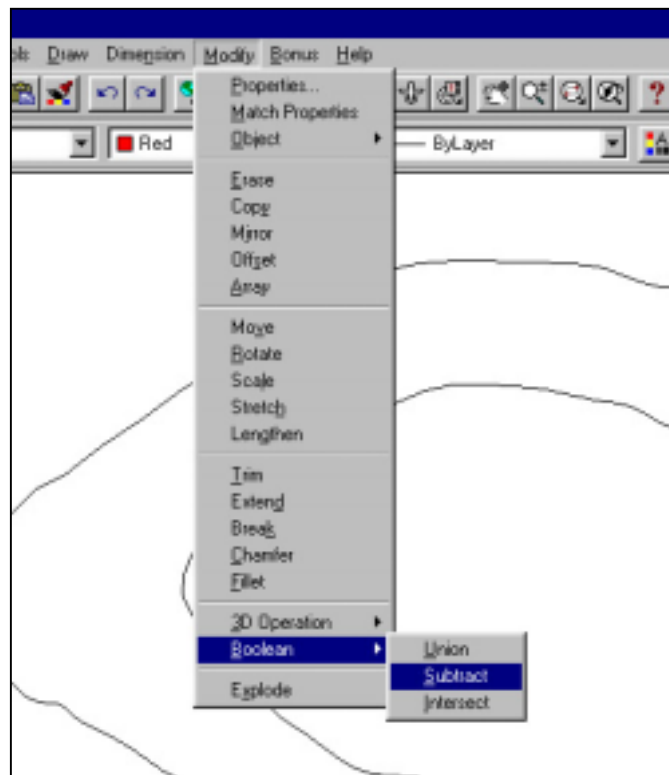 Draw Dimension Modify Bonus Help
Properties...
Match Properties
Object
Red
ByLayer
Erase
Copy
Mirror
Offset
Array
Move
Rotate
Scale
Stretch
Lengthen
Trim
Extend
Break
Chamfer
Fillet
3D Operation
Boolean
Union
Subtract
Intersect
Explode